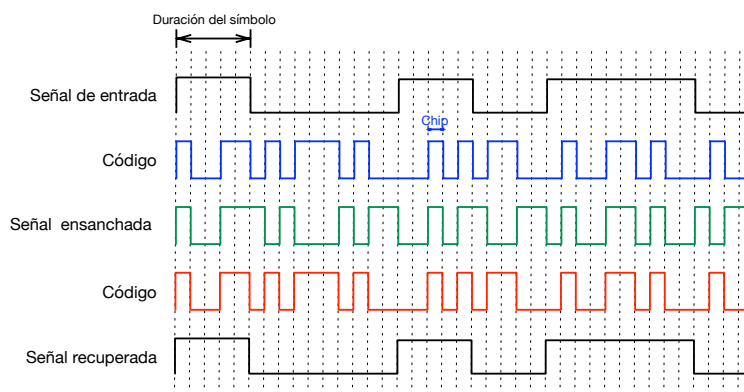 Duración del símbolo
Señal de entrada
Chip
Código
Señal ensanchada
Código
Señal recuperada